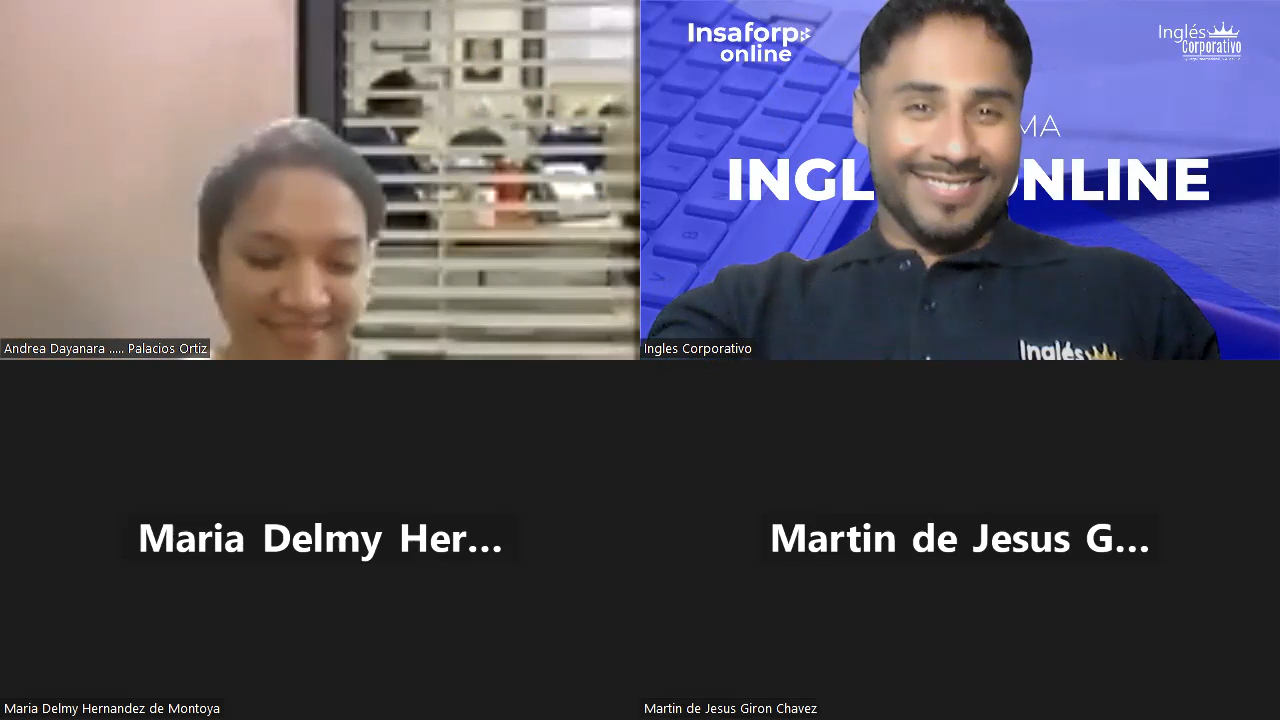 Insaforp
online
Inglés
Corporativo
MA
INGL ONLINE
Inglés
Andrea Dayanara ..... Palacios Ortiz
Ingles Corporativo
Maria Delmy Her...
Martin de Jesus G...
Maria Delmy Hernandez de Montoya
Martin de Jesus Giron Chavez